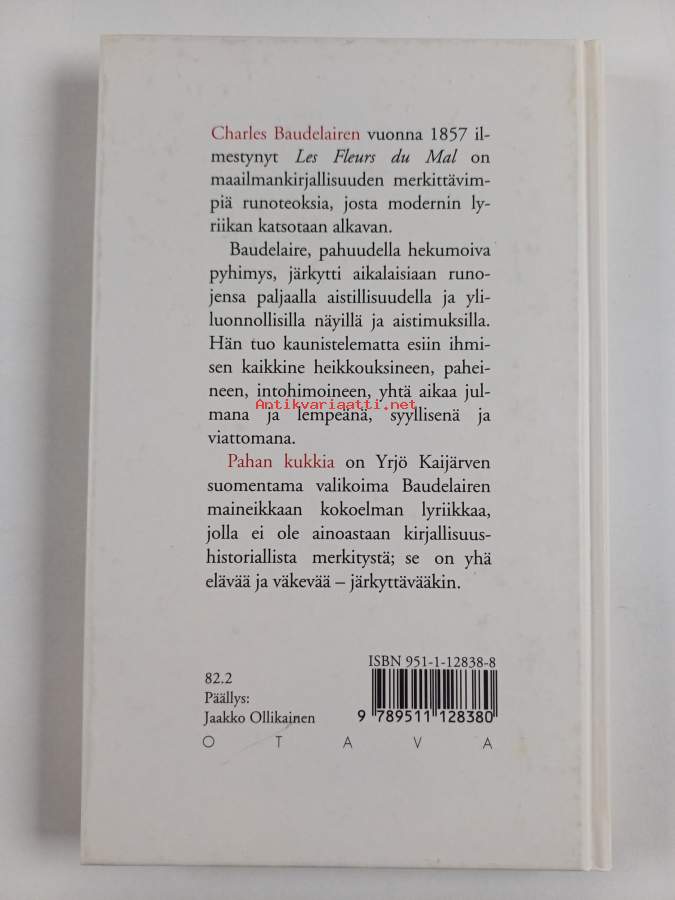 Charles Baudelairen vuonna 1857 il-
mestynyt Les Fleurs du Mal on
maailmankirjallisuuden merkittävim-
piä runoteoksia, josta modernin ly-
riikan katsotaan alkavan.
Baudelaire, pahuudella hekumoiva
pyhimys, järkytti aikalaisiaan runo-
jensa paljaalla aistillisuudella ja yli-
luonnollisilla näyillä ja aistimuksilla.
Hän tuo kaunistelematta esiin ihmi-
sen kaikkine heikkouksineen, pahei-
neen, intohimoineen, yhtä aikaa jul-
Antikvariaatti.net
mana ja lempeänä, syyllisenä ja
viattomana.
Pahan kukkia on Yrjö Kaijärven
suomentama valikoima Baudelairen
maineikkaan kokoelman lyriikkaa,
jolla ei ole ainoastaan kirjallisuus-
historiallista merkitystä; se on yhä
elävää ja väkevää – järkyttävääkin.
ISBN 951-1-12838-8
82.2
Päällys:
Jaakko Ollikainen
9 789511 128380
OTAVA